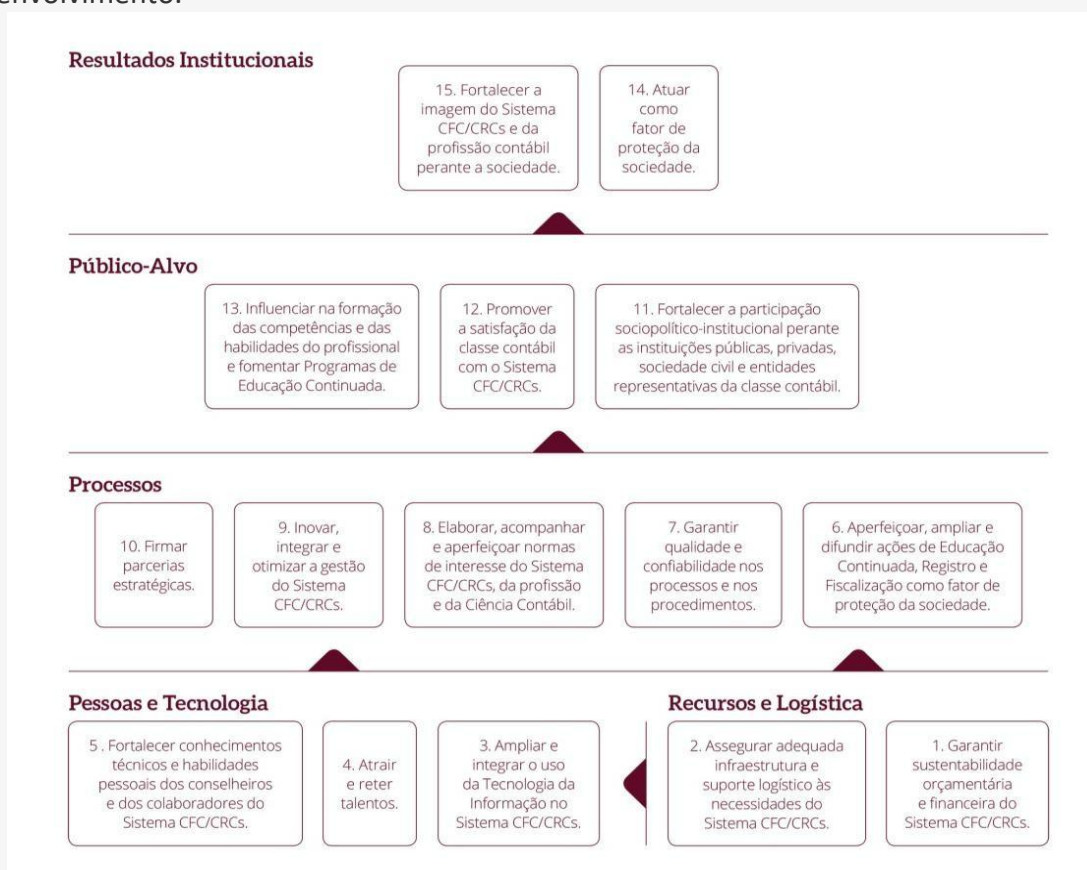 envolvimento.
Resultados Institucionais
15. Fortalecer a
imagem do Sistema
CFC/CRCs e da
profissão contábil
perante a sociedade.
14. Atuar
como
fator de
proteção da
sociedade.
Público-Alvo
13. Influenciar na formação
das competências e das
habilidades do profissional
e fomentar Programas de
Educação Continuada.
12. Promover
a satisfação da
classe contábil
com o Sistema
CFC/CRCs.
11. Fortalecer a participação
sociopolítico-institucional perante
as instituições públicas, privadas,
sociedade civil e entidades
representativas da classe contábil.
Processos
10. Firmar
parcerias
estratégicas.
9. Inovar,
integrar e
otimizar a gestão
do Sistema
CFC/CRCs.
8. Elaborar, acompanhar
e aperfeiçoar normas
de interesse do Sistema
CFC/CRCs, da profissão
e da Ciência Contábil.
7. Garantir
qualidade e
confiabilidade nos
processos e nos
procedimentos.
6. Aperfeiçoar, ampliar e
difundir ações de Educação
Continuada, Registro e
Fiscalização como fator de
proteção da sociedade.
Pessoas e Tecnologia
5 . Fortalecer conhecimentos
técnicos e habilidades
pessoais dos conselheiros
e dos colaboradores do
Sistema CFC/CRCs.
4. Atrair
e reter
talentos.
3. Ampliar e
integrar o uso
da Tecnologia da
Informação no
Sistema CFC/CRCs.
Recursos e Logística
2. Assegurar adequada
infraestrutura e
suporte logístico às
necessidades do
Sistema CFC/CRCs.
1. Garantir
sustentabilidade
orçamentária
e financeira do
Sistema CFC/CRCs.